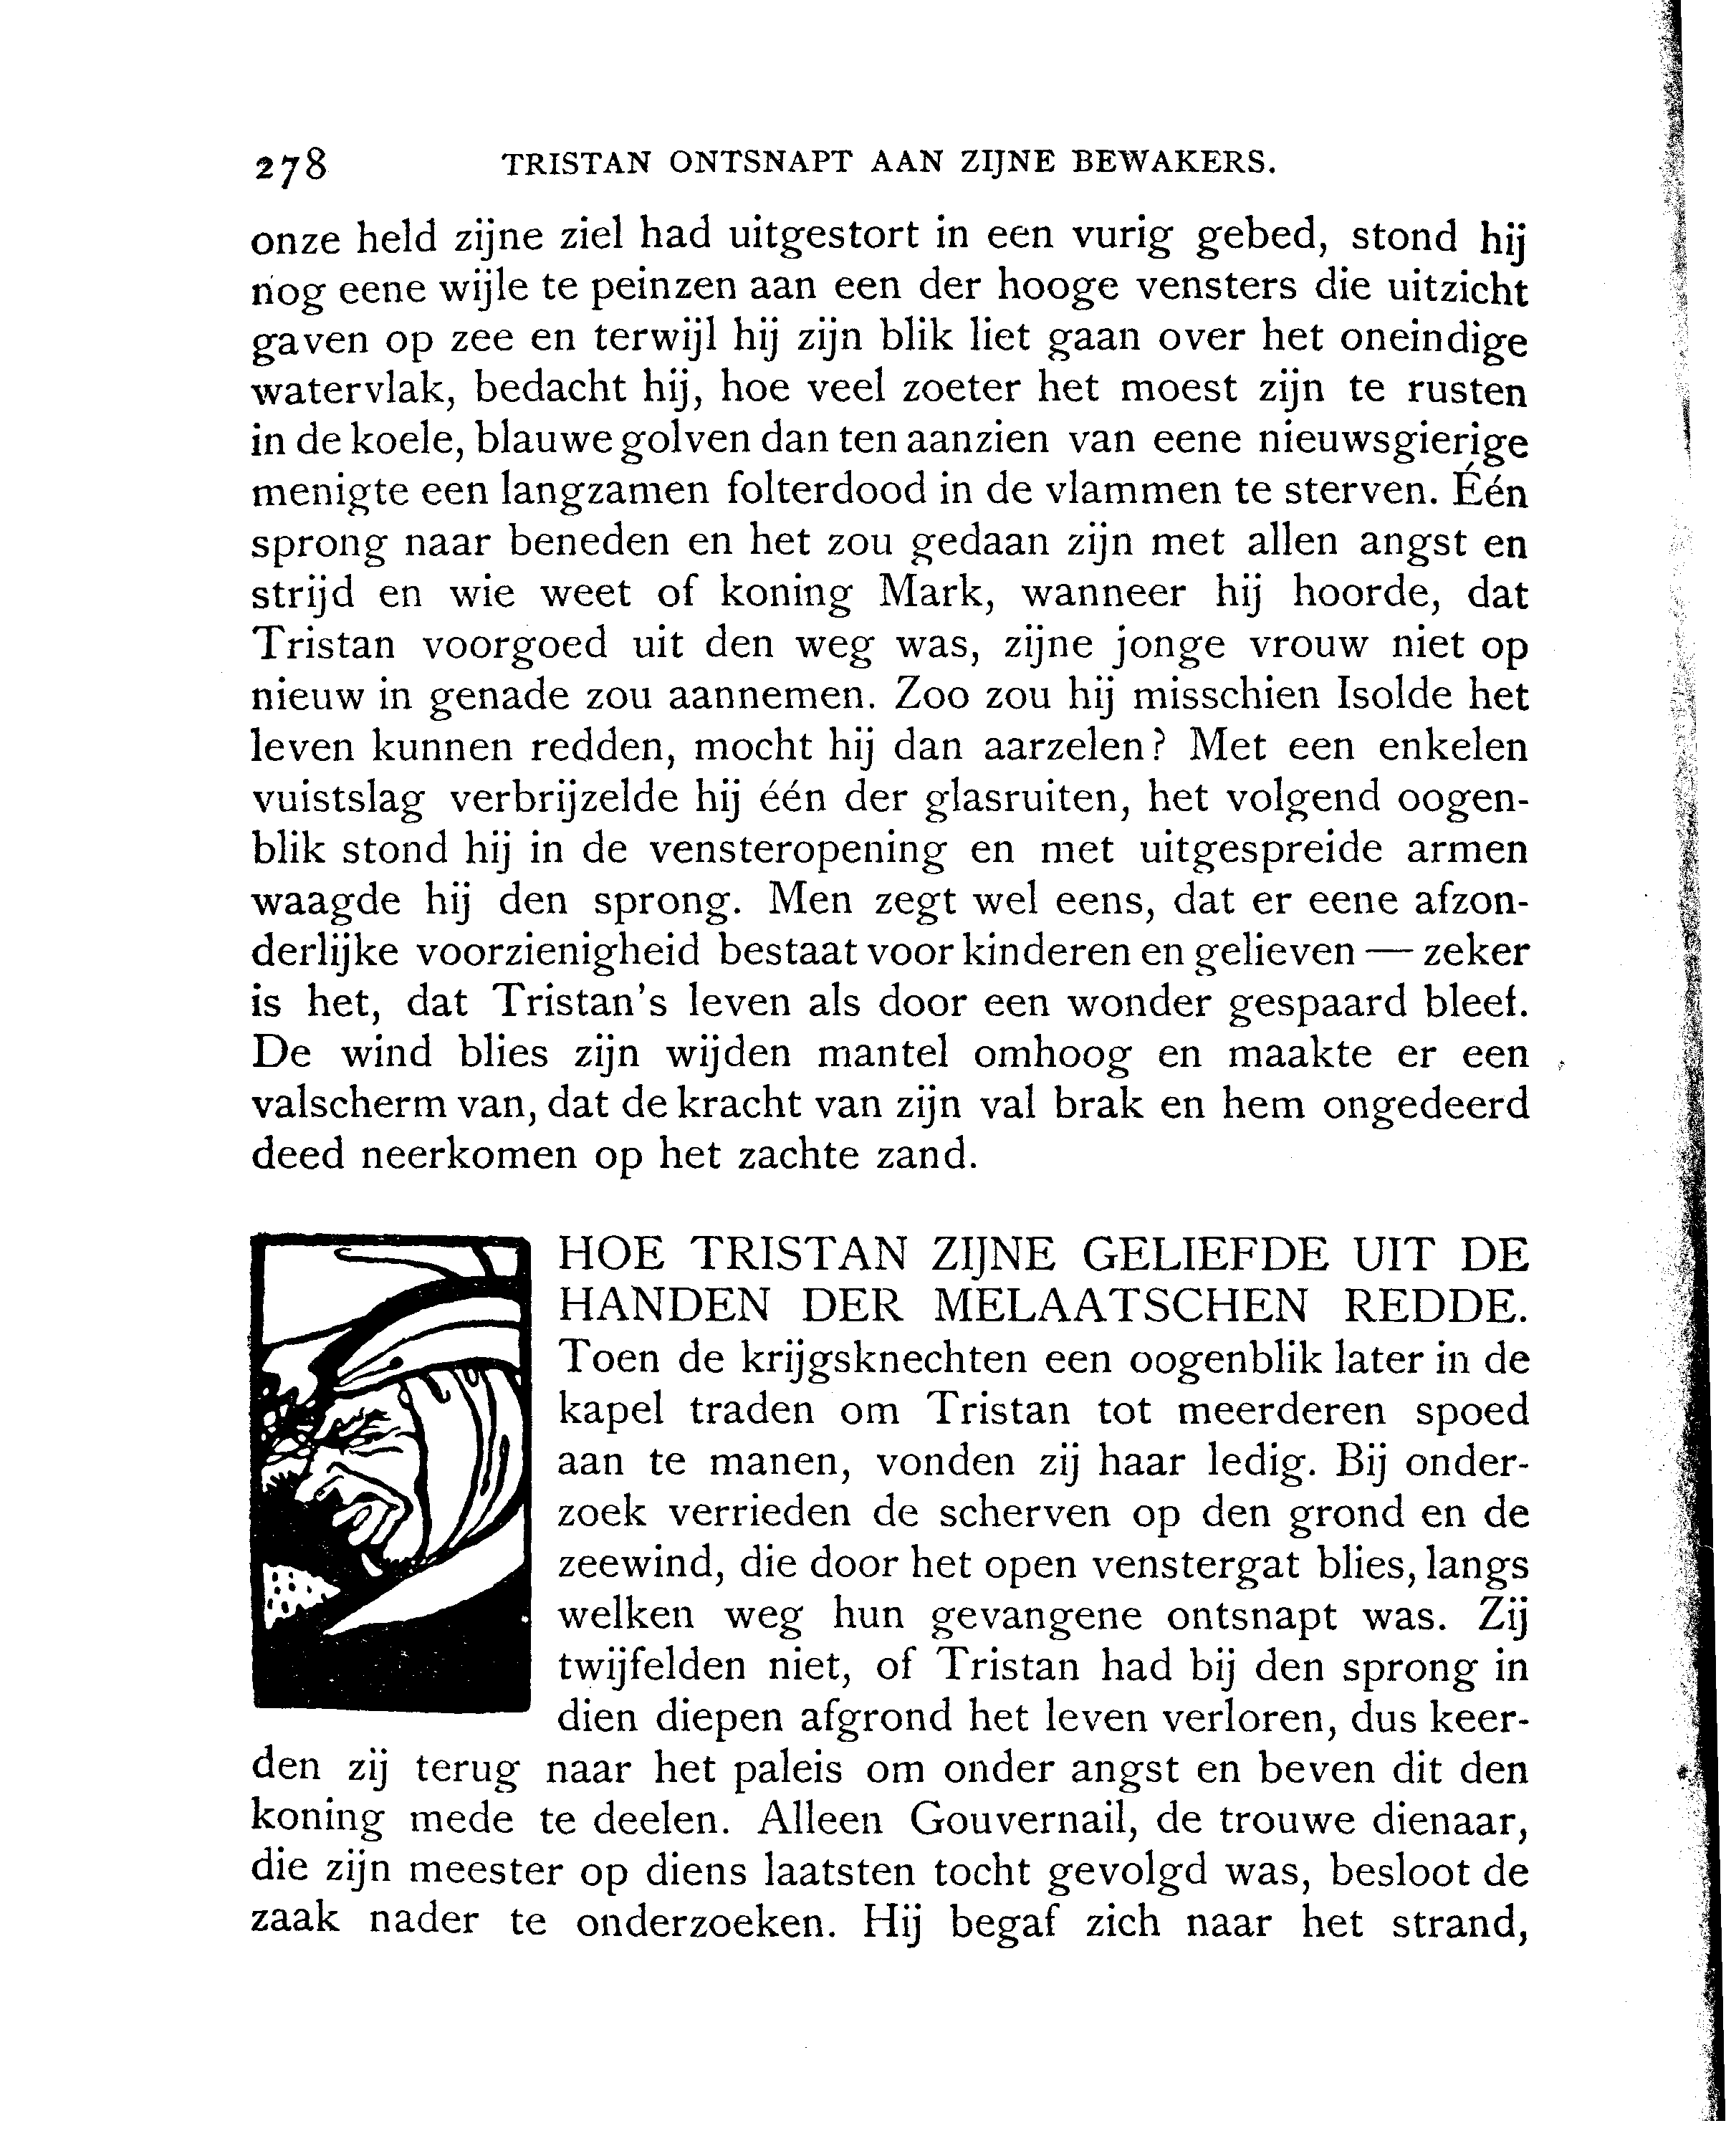 278 TRISTAN ONTSNAPT AAN ZIJNE BEWAKERS.
onze held zijne ziel had uitgestort in een vurig gebed, stond hij
nog eene wijle te peinzen aan een der hooge vensters die uitzicht
gaven op zee en terwijl hij zijn blik liet gaan over het oneindige
watervlak, bedacht hij, hoe veel zoeter het moest zijn te rusten
in de koele, blauwe golven dan ten aanzien van eene nieuwsgierige
menigte een langzamen folterdood in de vlammen te sterven. Één
sprong naar beneden en het zou gedaan zijn met allen angst en
strijd en wie weet of koning Mark, wanneer hij hoorde, dat
Tristan voorgoed uit den weg was, zijne jonge vrouw niet op
nieuw in genade zou aannemen. Zoo zou hij misschien Isolde het
leven kunnen redden, mocht hij dan aarzelen? Met een enkelen
vuistslag verbrijzelde hij één der glasruiten, het volgend oogen-
blik stond hij in de vensteropening en met uitgespreide armen
waagde hij den sprong. Men zegt wel eens, dat er eene afzon-
derlijke voorzienigheid bestaat voor kinderen en gelieven — zeker
is het, dat Tristan's leven als door een wonder gespaard bleef.
De wind blies zijn wijden mantel omhoog en maakte er een
valscherm van, dat de kracht van zijn val brak en hem ongedeerd
deed neerkomen op het zachte zand.
HOE TRISTAN ZIJNE GELIEFDE UIT DE
HANDEN DER MELAATSCHEN REDDE.
Toen de krijgsknechten een oogenblik later in de
kapel traden om Tristan tot meerderen spoed
aan te manen, vonden zij haar ledig. Bij onder-
zoek verrieden de scherven op den grond en de
zeewind, die door het open venstergat blies, langs
welken weg hun gevangene ontsnapt was. Zij
twijfelden niet, of Tristan had bij den sprong in
dien diepen afgrond het leven verloren, dus keer-
den zij terug naar het paleis om onder angst en beven dit den
koning mede te deelen. Alleen Gouvernail, de trouwe dienaar,
die zijn meester op diens laatsten tocht gevolgd was, besloot de
zaak nader te onderzoeken. Hij begaf zich naar het strand,